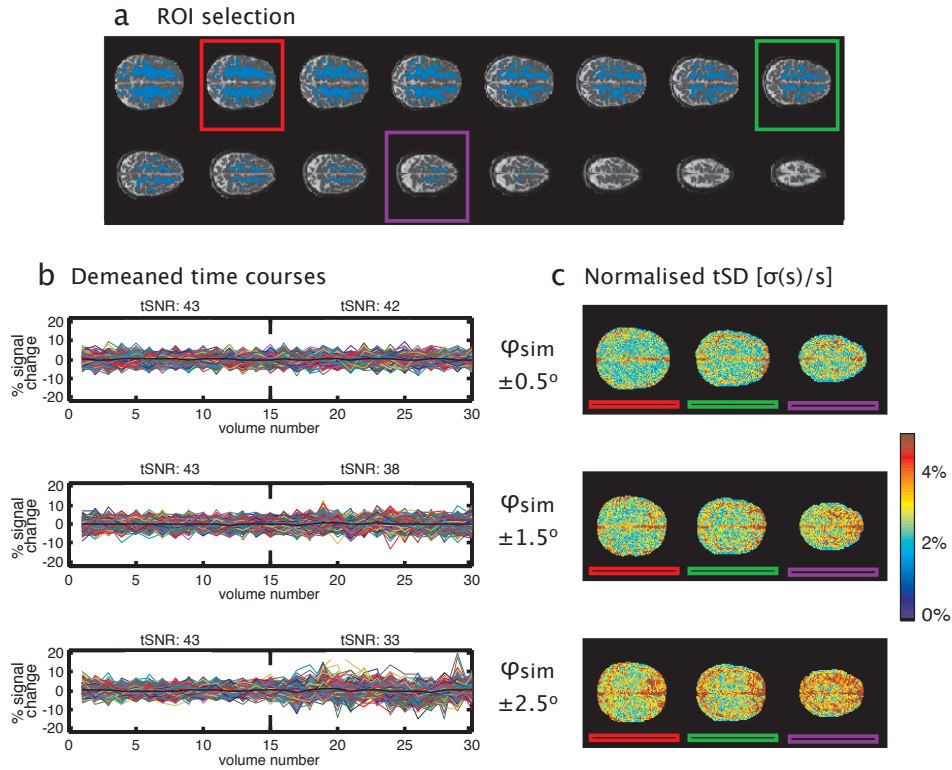 a ROI selection
b Demeaned time courses
tSNR: 43 tSNR: 42
% signal
change
20
10
0
-10
-20
0 5 10 15 20 25 30
volume number
tSNR: 43 tSNR: 38
% signal
change
20
10
0
-10
-20
0 5 10 15 20 25 30
volume number
tSNR: 43 tSNR: 33
% signal
change
20
10
0
-10
-20
0 5 10 15 20 25 30
volume number
φsim
±0.5º
φsim
±1.5º
φsim
±2.5º
c Normalised tSD [σ(s)/s]
4%
2%
0%